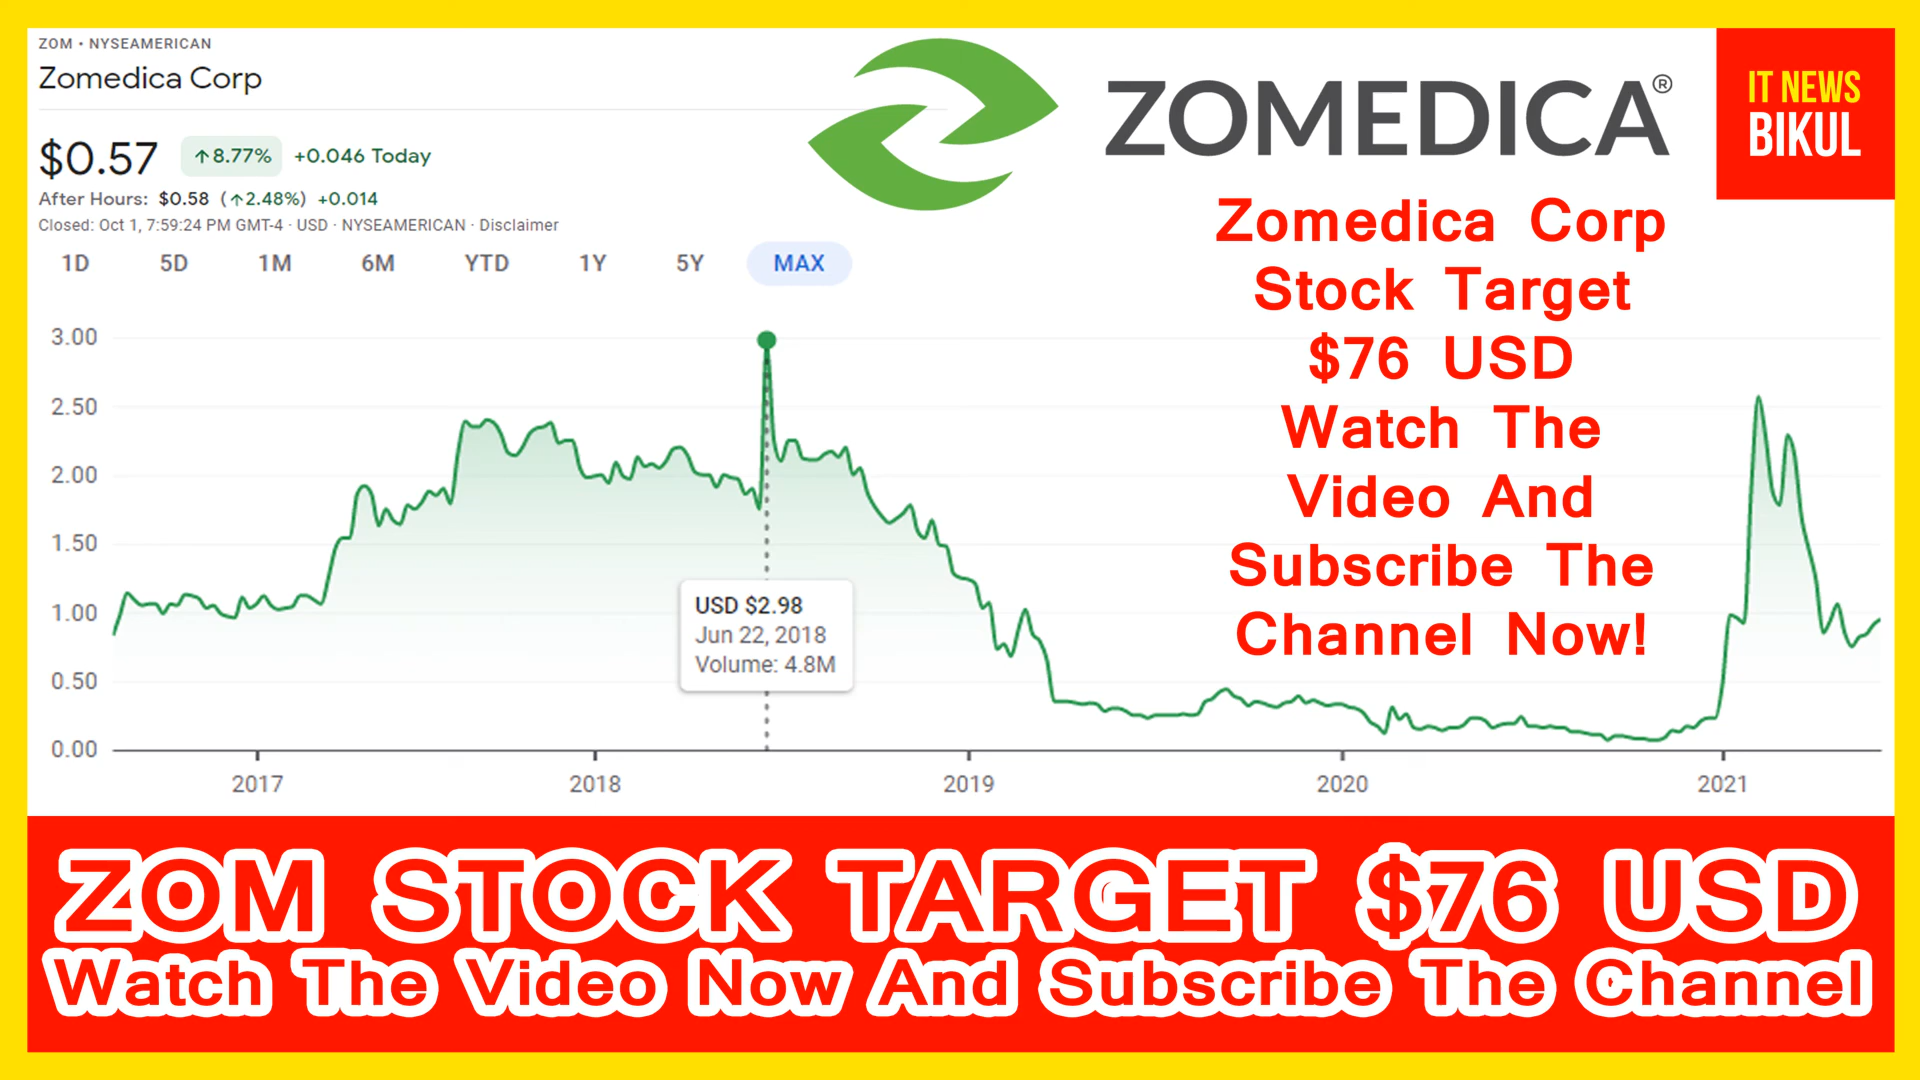 ZOM • NYSEAMERICAN
Zomedica Corp
$0.57 ↑8.77% +0.046 Today
After Hours: $0.58 (↑2.48%) +0.014
Closed: Oct 1, 7:59:24 PM GMT-4 · USD · NYSEAMERICAN · Disclaimer
1D 5D 1M 6M YTD 1Y 5Y MAX
ZOMEDICA®
IT NEWS
BIKUL
Zomedica Corp
Stock Target
$76 USD
Watch The
Video And
Subscribe The
Channel Now!
3.00
2.50
2.00
1.50
1.00
0.50
0.00
USD $2.98
Jun 22, 2018
Volume: 4.8M
2017 2018 2019 2020 2021
ZOM STOCK TARGET $76 USD
Watch The Video Now And Subscribe The Channel